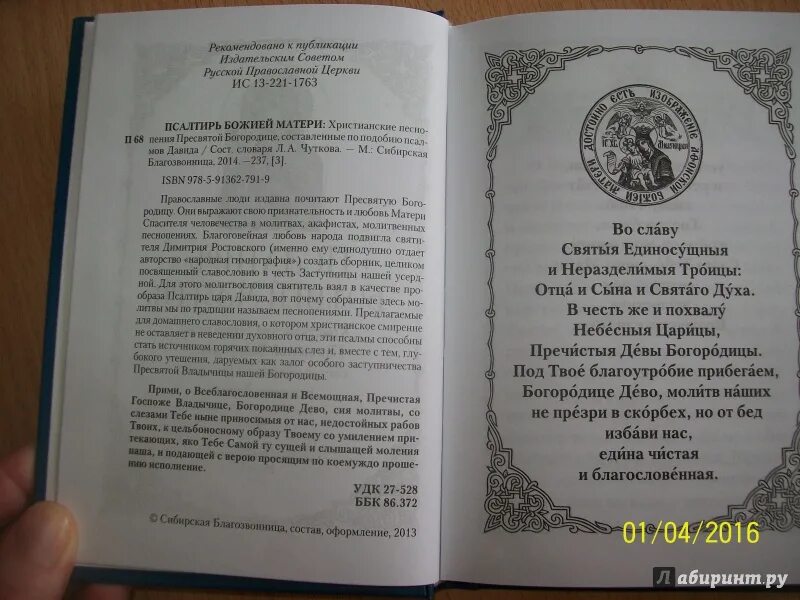 Рекомендовано к публикации
Издательским Советом
Русской Православной Церкви
ИС 13-221-1763
ПСАЛТИРЬ БОЖИЕЙ МАТЕРИ: Христианские песно-
П 68 пения Пресвятой Богородице, составленные по подобию псал-
мов Давида / Сост. словаря Л.А. Чуткова. — М.: Сибирская
Благозвонница, 2014. —237, [3].
ISBN 978-5-91362-791-9
Православные люди издавна почитают Пресвятую Бого-
родицу. Они выражают свою признательность и любовь Матери
Спасителя человечества в молитвах, акафистах, молитвенных
песнопениях. Благоговейная любовь народа подвигла святи-
теля Димитрия Ростовского (именно ему единодушно отдает
авторство «народная гимнография») создать сборник, целиком
посвященный славословию в честь Заступницы нашей усерд-
ной. Для этого молитвословия святитель взял в качестве про-
образа Псалтирь царя Давида, вот почему собранные здесь мо-
литвы мы по традиции называем песнопениями. Предлагаемые
для домашнего славословия, о котором христианское смирение
не оставляет в неведении духовного отца, эти псалмы способны
стать источником горячих покаянных слез и, вместе с тем, глу-
бокого утешения, даруемых как залог особого заступничества
Пресвятой Владычицы нашей Богородицы.
Прими, о Всеблагословенная и Всемощная, Пречистая
Госпоже Владычице, Богородице Дево, сия молитвы, со
слезами Тебе ныне приносимыя от нас, недостойных рабов
Твоих, к цельбоносному образу Твоему со умилением при-
текающих, яко Тебе Самой ту сущей и слышащей моления
наша, и подающей с верою просящим по коемуждо проше-
нию исполнение.
УДК 27-528
ББК 86.372
© Сибирская Благозвонница, состав, оформление, 2013
ДОСТОЙНО ЕСТЬ ИЗОБРАЖЕНІЕ АѲОНСКОЙ БОЖІЕЙ МАТЕРИ
Во сла́ву
Святы́я Единосу́щныя
и Неразде́лимыя Тро́ицы:
Отца́ и Сы́на и Свята́го Ду́ха.
В честь же и похвалу́
Небе́сныя Цари́цы,
Пречи́стыя Де́вы Богоро́дицы.
Под Твое́ благоутро́бие прибега́ем,
Богоро́дице Де́во, моли́тв на́ших
не пре́зри в ско́рбех, но от бед
изба́ви нас,
еди́на чи́стая
и благослове́нная.
01/04/2016
Лабиринт.ру